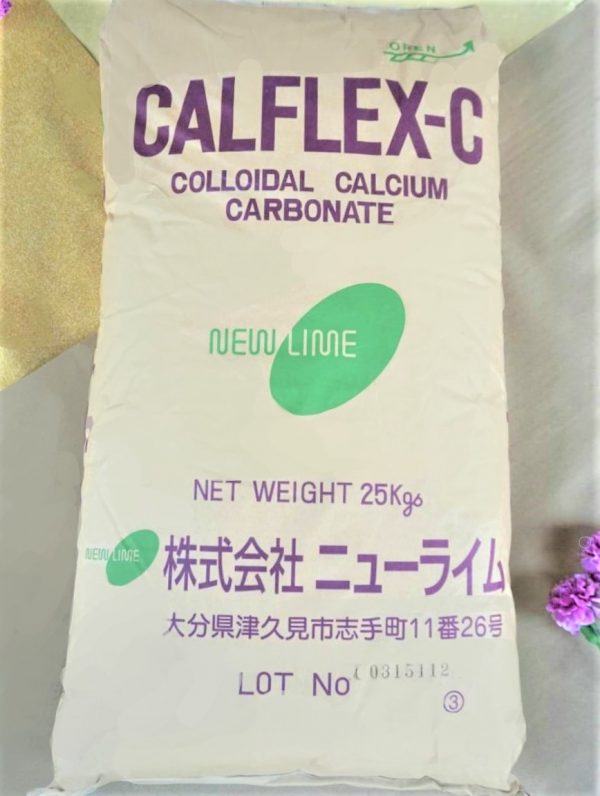 OPEN
CALFLEX-C
COLLOIDAL CALCIUM
CARBONATE
NEW LIME
NET WEIGHT 25Kgs
NEW LIME 株式会社 ニューライム
大分県津久見市志手町11番26号
LOT No 0315112
③